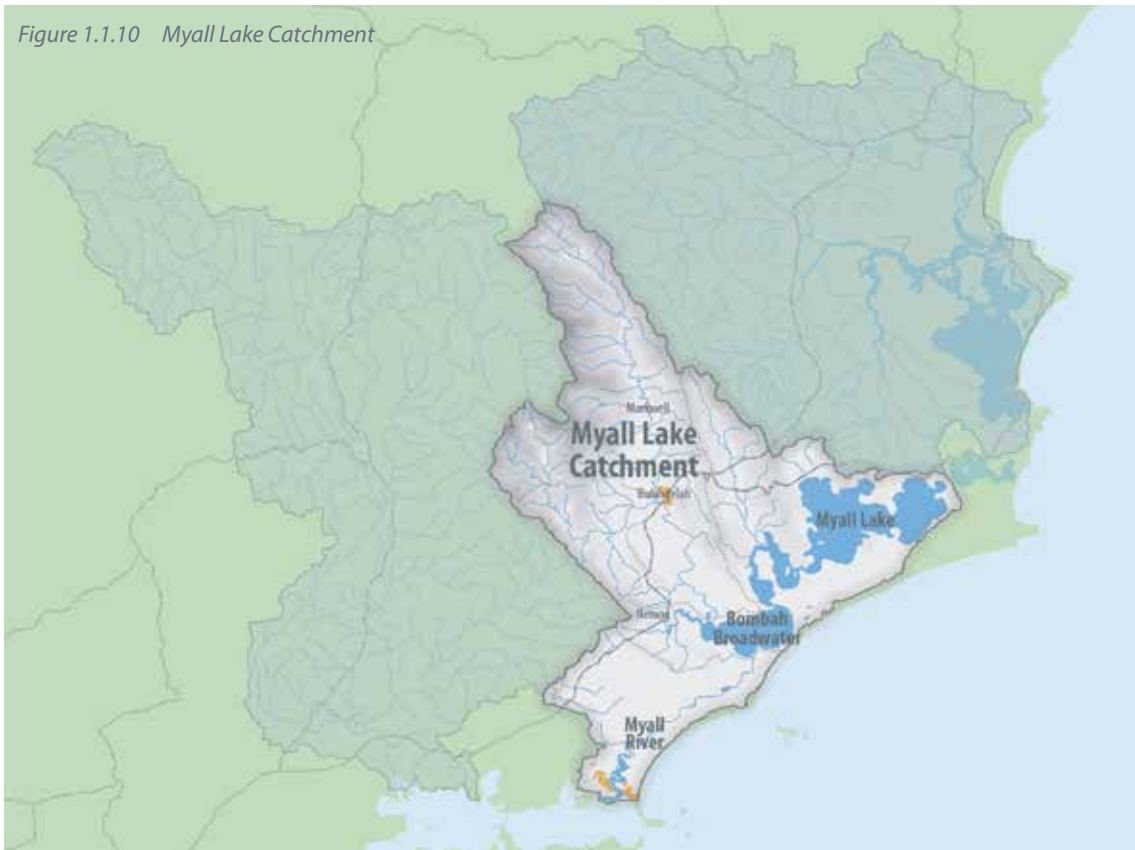 Figure 1.1.10 Myall Lake Catchment
Myall Lake
Catchment
Myall Lake
Bombah
Broadwater
Myall
River